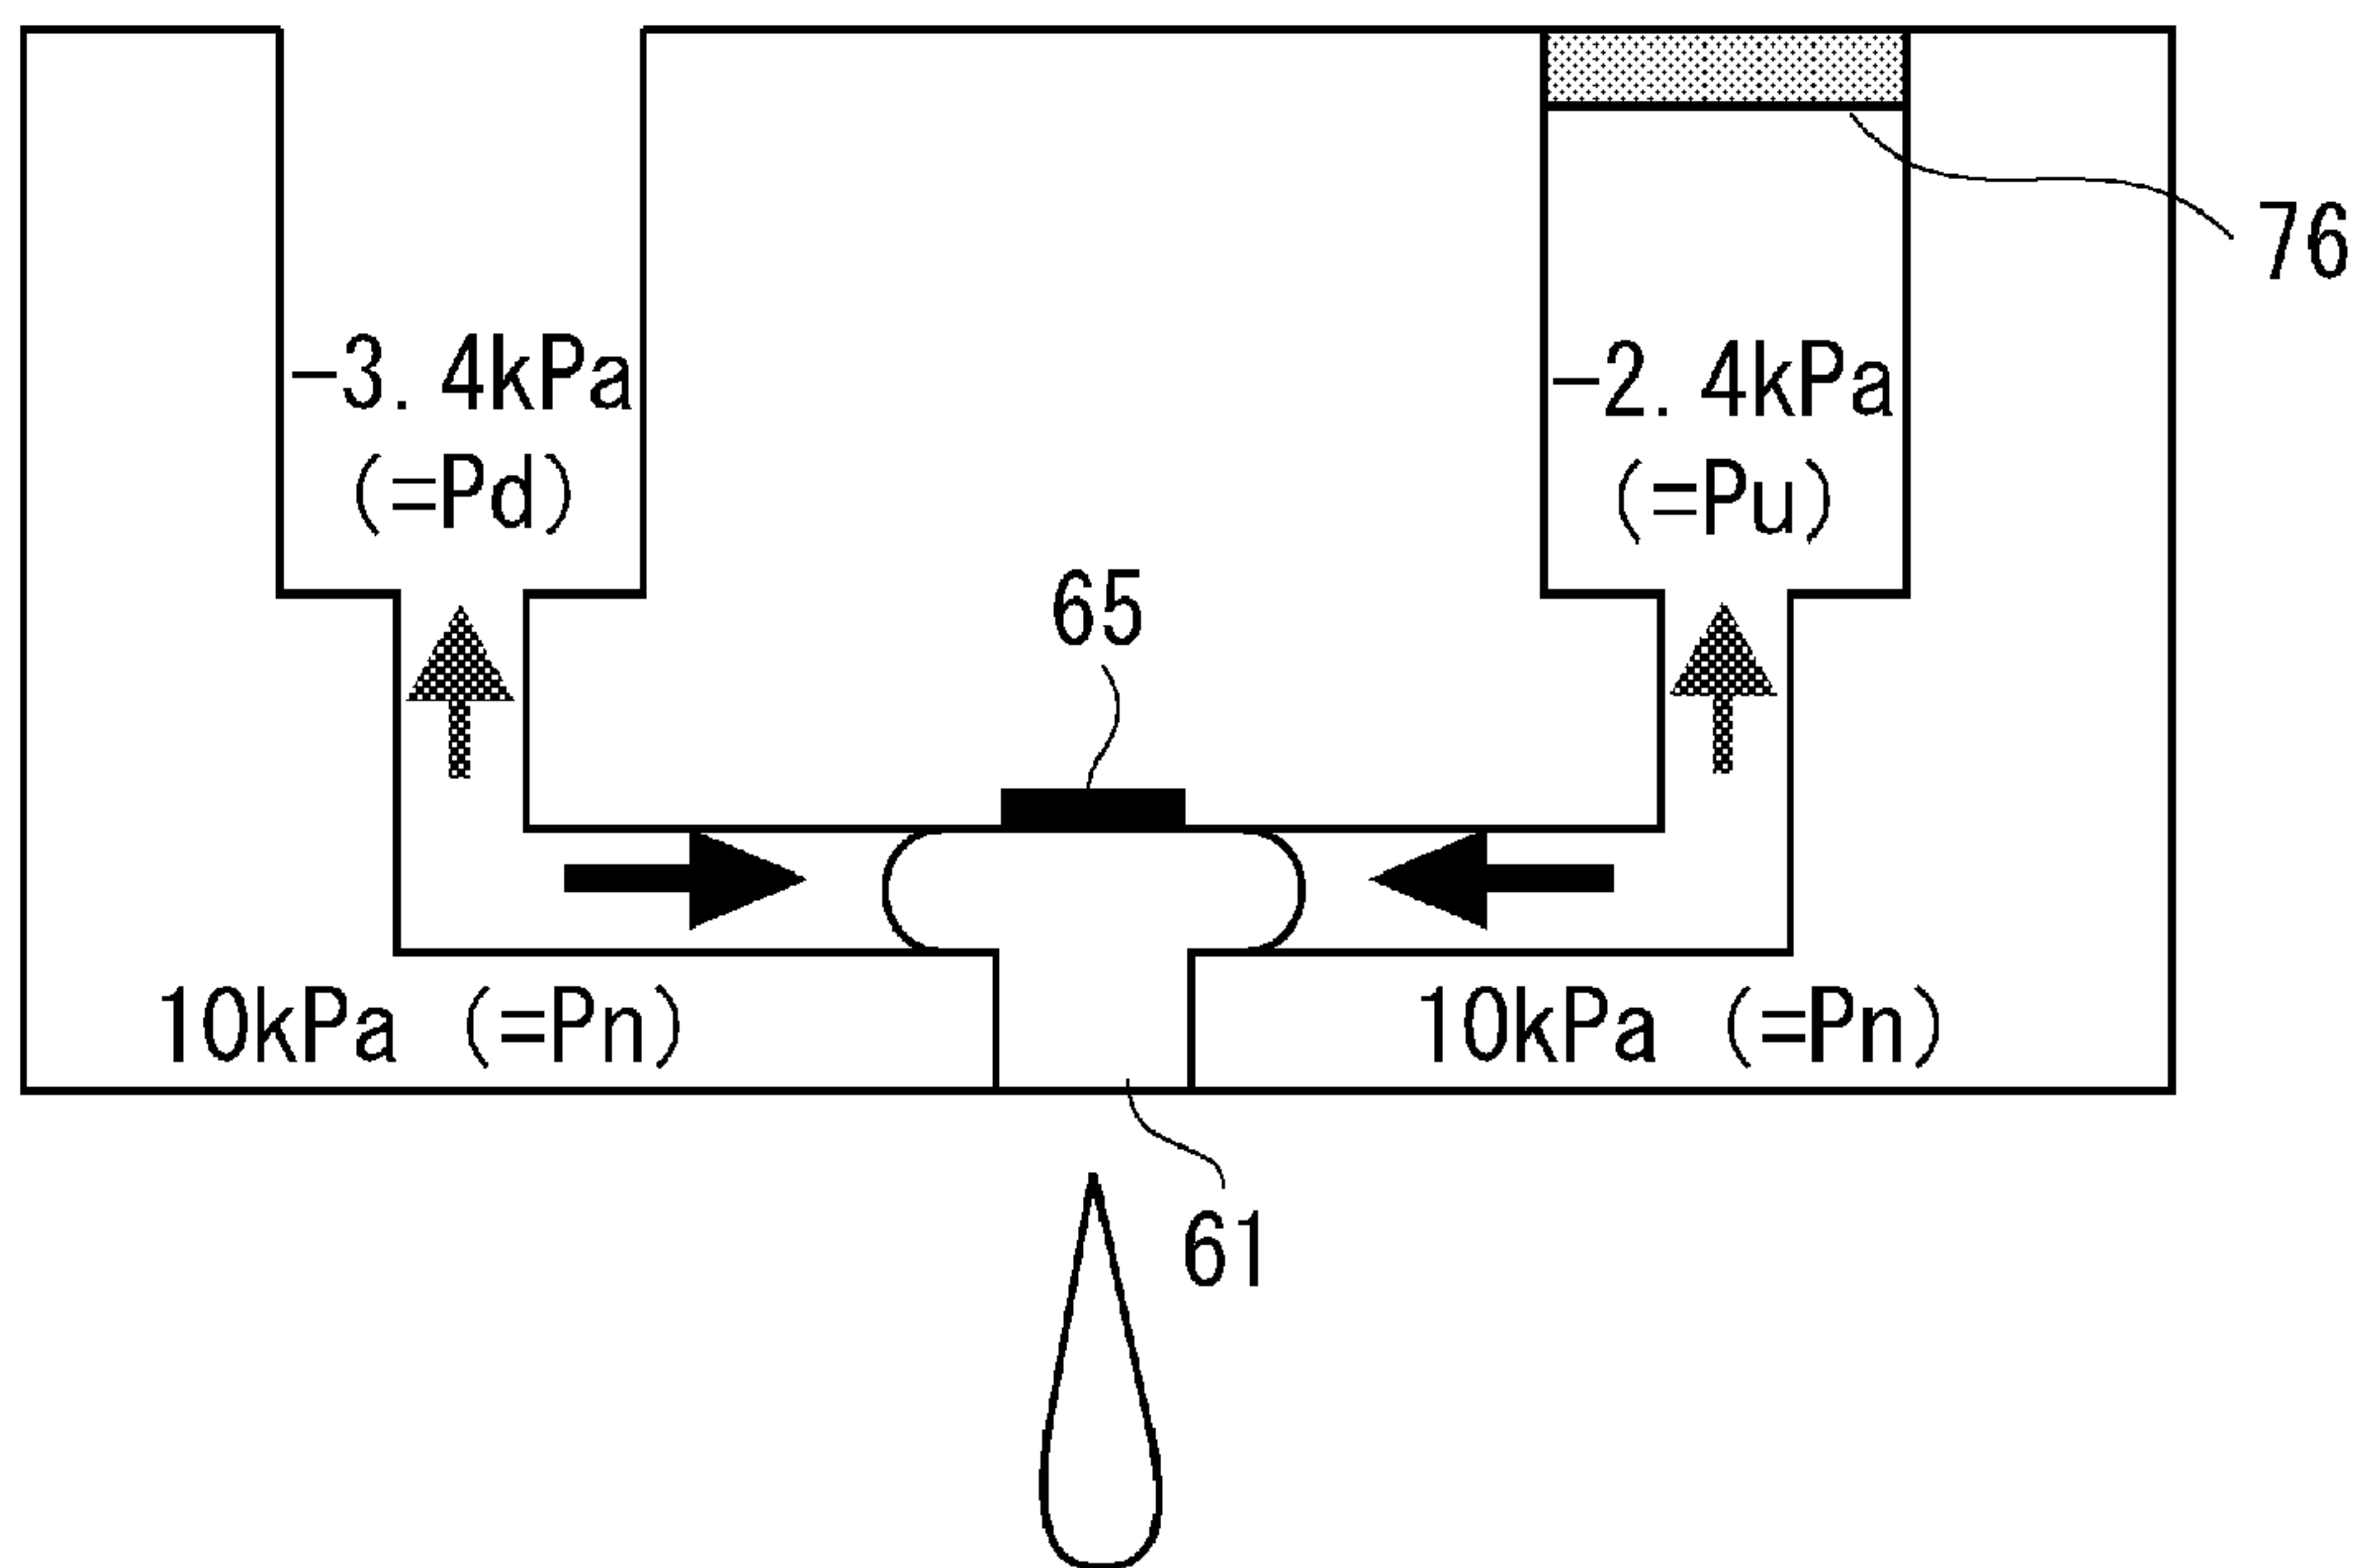 76
-3. 4kPa
(=Pd)
-2. 4kPa
(=Pu)
65
10kPa (=Pn)
10kPa (=Pn)
61